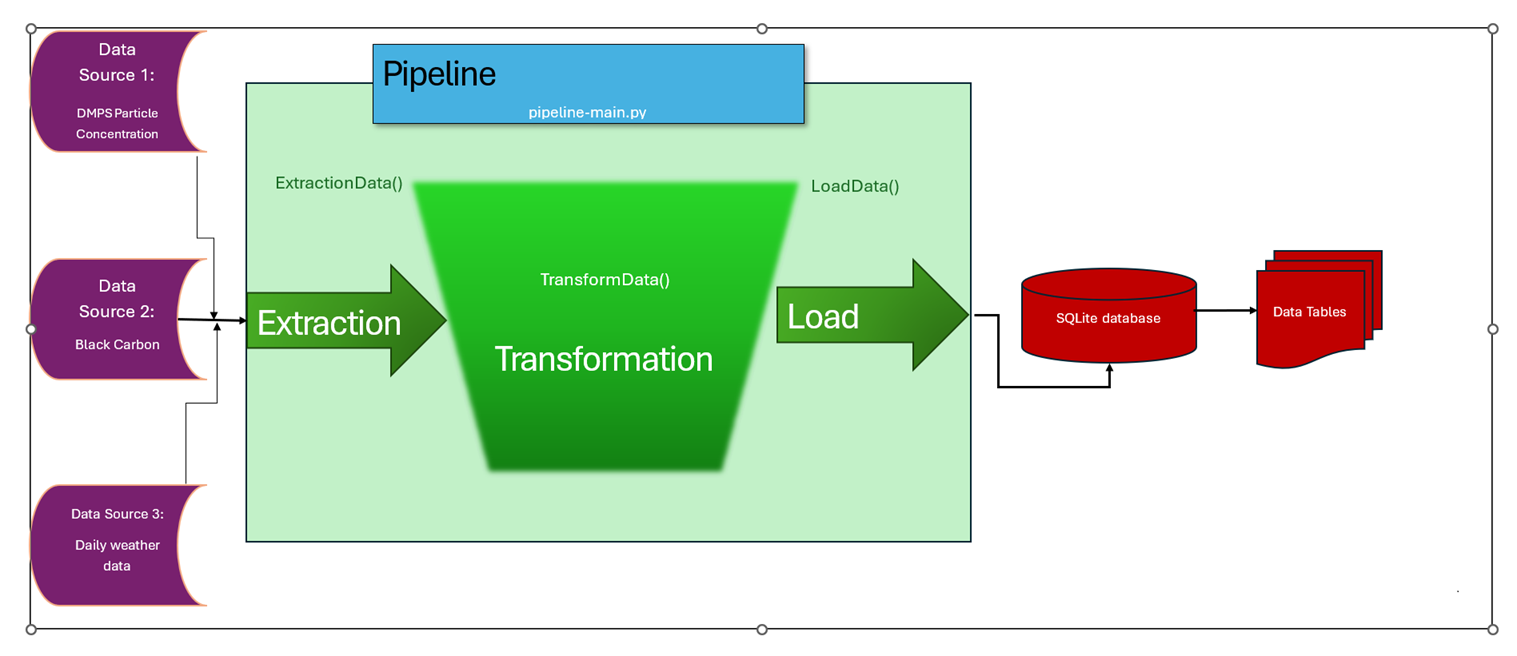 Data
Source 1:
DMPS Particle
Concentration
Pipeline
pipeline-main.py
ExtractionData()
LoadData()
TransformData()
Data
Source 2:
Black Carbon
Extraction
Transformation
Load
SQLite database
Data Tables
Data Source 3:
Daily weather
data